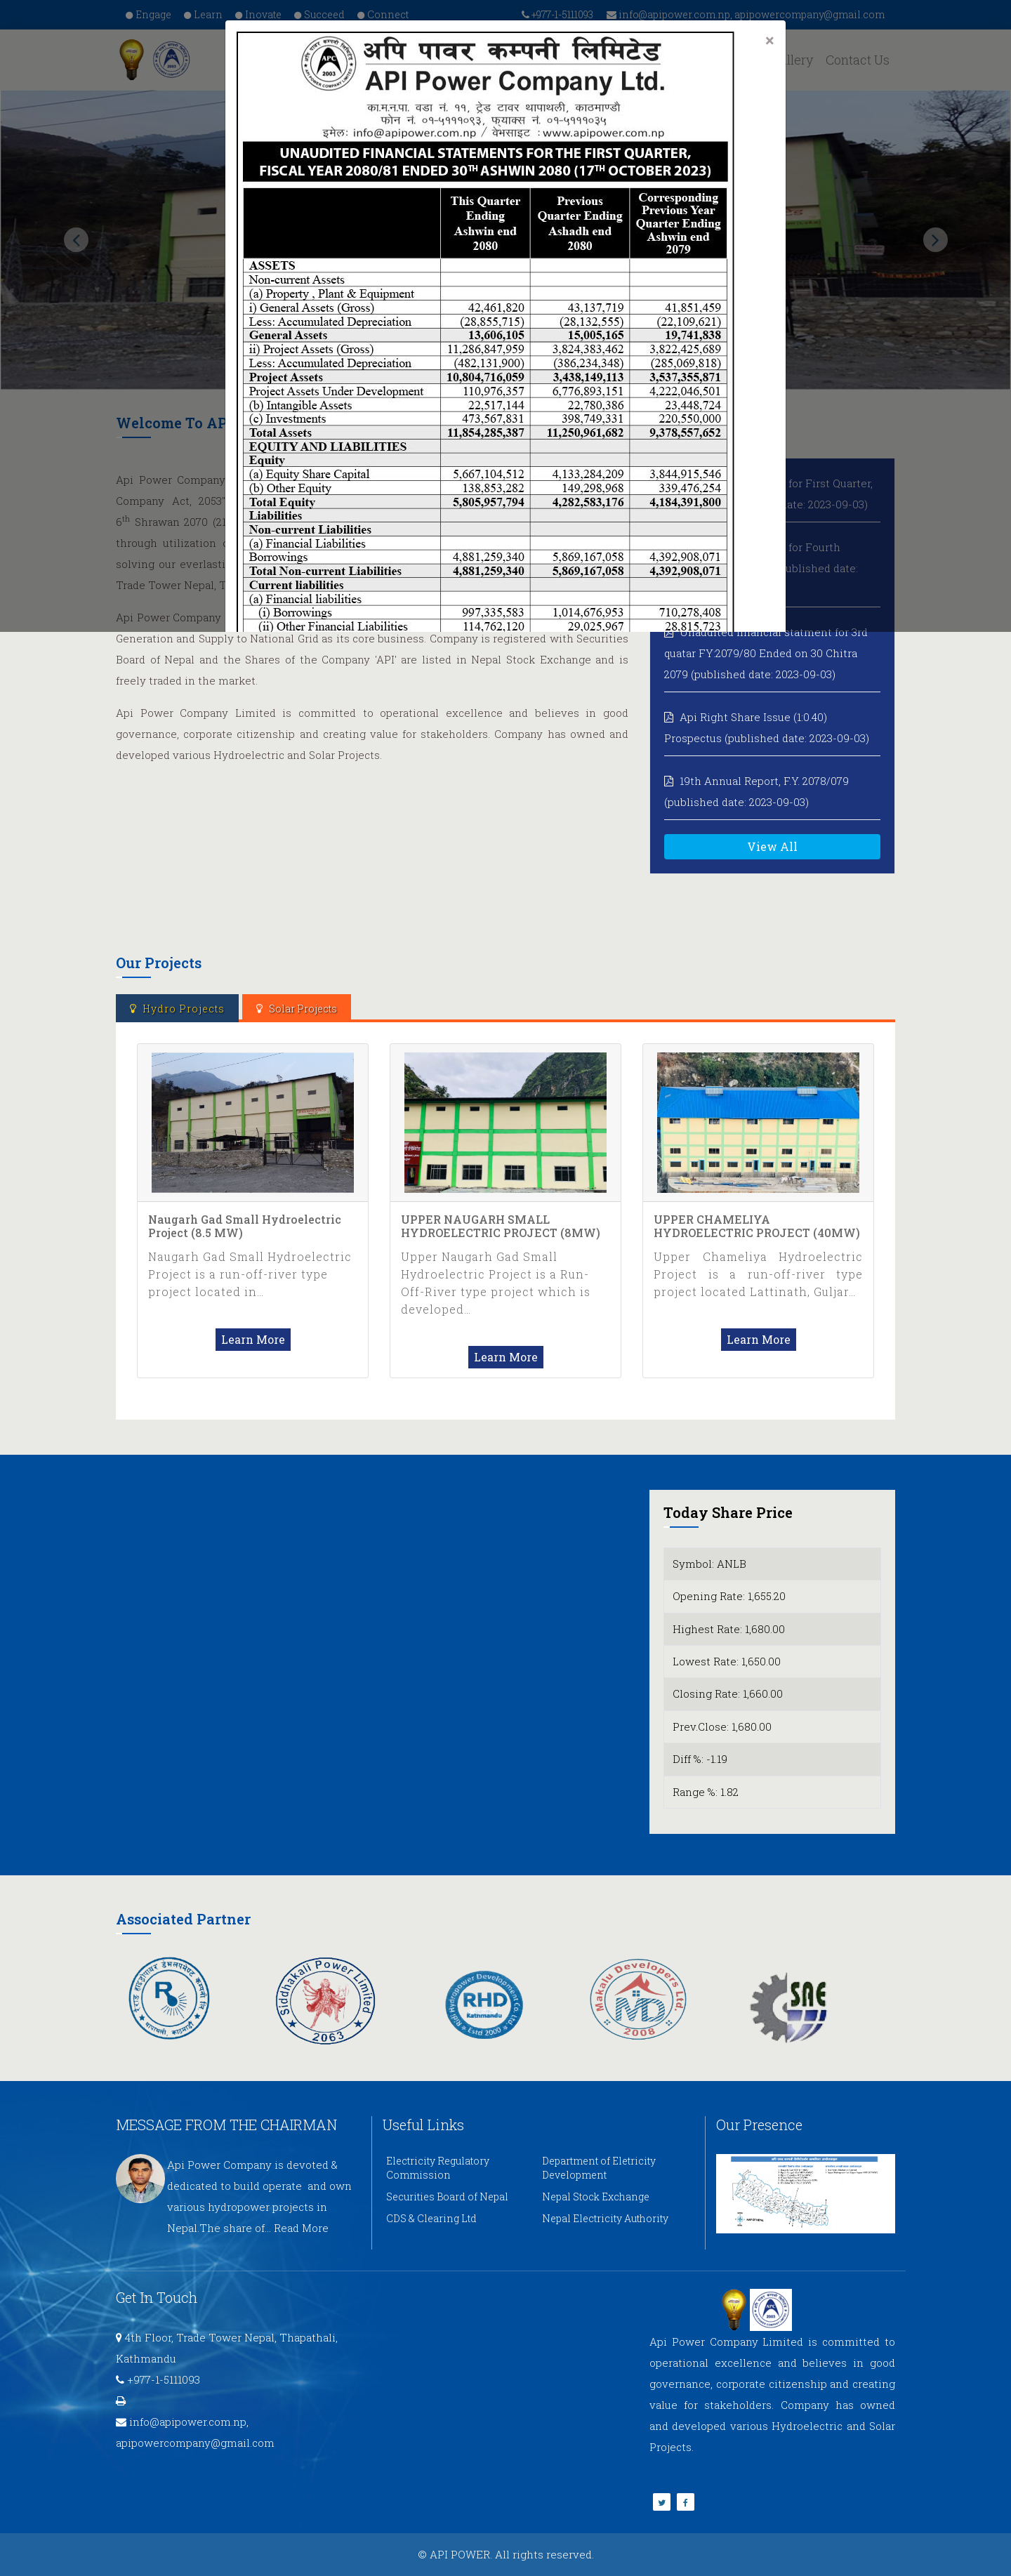 Engage Learn Inovate Succeed Connect
+977-1-5111093 info@apipower.com.np, apipowercompany@gmail.com
Contact Us
×
अपि पावर कम्पनी लिमिटेड
API Power Company Ltd.
का.म.न.पा. वडा नं. ११, ट्रेड टावर थापाथली, काठमाण्डौ
फोन नं. ०१-५१११०९३, फ्याक्स नं. ०१-५१११०३५
इमेलः info@apipower.com.np / वेभसाइट :www.apipower.com.np
UNAUDITED FINANCIAL STATEMENTS FOR THE FIRST QUARTER,
FISCAL YEAR 2080/81 ENDED 30TH ASHWIN 2080 (17TH OCTOBER 2023)
This Quarter Ending Ashwin end 2080
Previous Quarter Ending Ashadh end 2080
Corresponding Previous Year Quarter Ending Ashwin end 2079
ASSETS
Non-current Assets
(a) Property , Plant & Equipment
i) General Assets (Gross) 42,461,820 43,137,719 41,851,459
Less: Accumulated Depreciation (28,855,715) (28,132,555) (22,109,621)
General Assets 13,606,105 15,005,165 19,741,838
ii) Project Assets (Gross) 11,286,847,959 3,824,383,462 3,822,425,689
Less: Accumulated Depreciation (482,131,900) (386,234,348) (285,069,818)
Project Assets 10,804,716,059 3,438,149,113 3,537,355,871
Project Assets Under Development 110,976,357 6,776,893,151 4,222,046,501
(b) Intangible Assets 22,517,144 22,780,386 23,448,724
(c) Investments 473,567,831 398,749,331 220,550,000
Total Assets 11,854,285,387 11,250,961,682 9,378,557,652
EQUITY AND LIABILITIES
Equity
(a) Equity Share Capital 5,667,104,512 4,133,284,209 3,844,915,546
(b) Other Equity 138,853,282 149,298,968 339,476,254
Total Equity 5,805,957,794 4,282,583,176 4,184,391,800
Liabilities
Non-current Liabilities
(a) Financial Liabilities
Borrowings 4,881,259,340 5,869,167,058 4,392,908,071
Total Non-current Liabilities 4,881,259,340 5,869,167,058 4,392,908,071
Current liabilities
(a) Financial liabilities
(i) Borrowings 997,335,583 1,014,676,953 710,278,408
(ii) Other Financial Liabilities 114,762,120 29,025,967 28,815,723
Welcome To AP
Api Power Company
Company Act, 2053"
6th Shrawan 2070 (21
through utilization
solving our everlasti
Trade Tower Nepal, T
Api Power Company
Generation and Supply to National Grid as its core business. Company is registered with Securities
Board of Nepal and the Shares of the Company 'API' are listed in Nepal Stock Exchange and is
freely traded in the market.
Api Power Company Limited is committed to operational excellence and believes in good
governance, corporate citizenship and creating value for stakeholders. Company has owned and
developed various Hydroelectric and Solar Projects.
for First Quarter,
date: 2023-09-03)
for Fourth
published date:
Unaudited financial statment for 3rd
quatar FY.2079/80 Ended on 30 Chitra
2079 (published date: 2023-09-03)
Api Right Share Issue (1:0.40)
Prospectus (published date: 2023-09-03)
19th Annual Report, F.Y. 2078/079
(published date: 2023-09-03)
View All
Our Projects
Hydro Projects Solar Projects
Naugarh Gad Small Hydroelectric
Project (8.5 MW)
Naugarh Gad Small Hydroelectric
Project is a run-off-river type
project located in...
Learn More
UPPER NAUGARH SMALL
HYDROELECTRIC PROJECT (8MW)
Upper Naugarh Gad Small
Hydroelectric Project is a Run-
Off-River type project which is
developed...
Learn More
UPPER CHAMELIYA
HYDROELECTRIC PROJECT (40MW)
Upper Chameliya Hydroelectric
Project is a run-off-river type
project located Lattinath, Guljar...
Learn More
Today Share Price
Symbol: ANLB
Opening Rate: 1,655.20
Highest Rate: 1,680.00
Lowest Rate: 1,650.00
Closing Rate: 1,660.00
Prev.Close: 1,680.00
Diff %: -1.19
Range %: 1.82
Associated Partner
Siddhakali Power Limited
2063
Hydropower Development Co.
RHD
Kathmandu
Estd 2000
Makalu Developers Ltd.
MD
2008
SAE
MESSAGE FROM THE CHAIRMAN
Api Power Company is devoted &
dedicated to build operate and own
various hydropower projects in
Nepal.The share of... Read More
Useful Links
Electricity Regulatory
Commission
Department of Eletricity
Development
Securities Board of Nepal
Nepal Stock Exchange
CDS & Clearing Ltd
Nepal Electricity Authority
Our Presence
Get In Touch
4th Floor, Trade Tower Nepal, Thapathali,
Kathmandu
+977-1-5111093
info@apipower.com.np,
apipowercompany@gmail.com
Api Power Company Limited is committed to
operational excellence and believes in good
governance, corporate citizenship and creating
value for stakeholders. Company has owned
and developed various Hydroelectric and Solar
Projects.
© API POWER. All rights reserved.